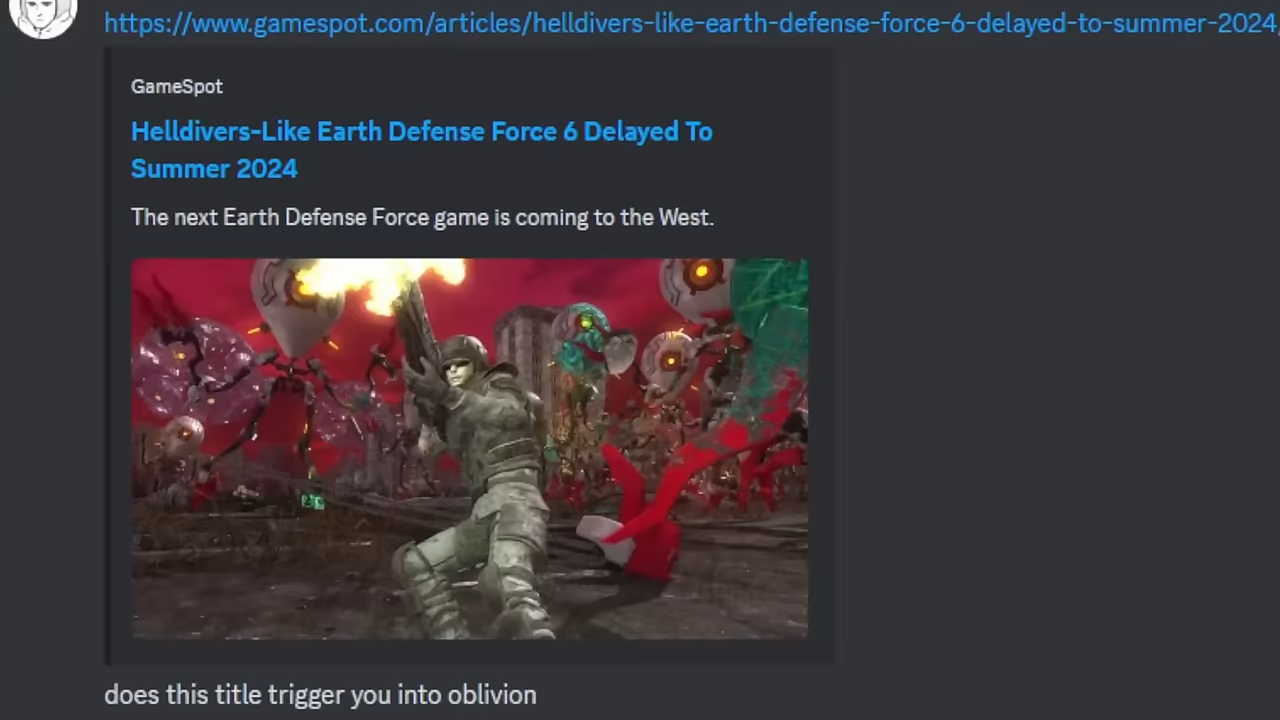 https://www.gamespot.com/articles/helldivers-like-earth-defense-force-6-delayed-to-summer-2024/
GameSpot
Helldivers-Like Earth Defense Force 6 Delayed To
Summer 2024
The next Earth Defense Force game is coming to the West.
does this title trigger you into oblivion